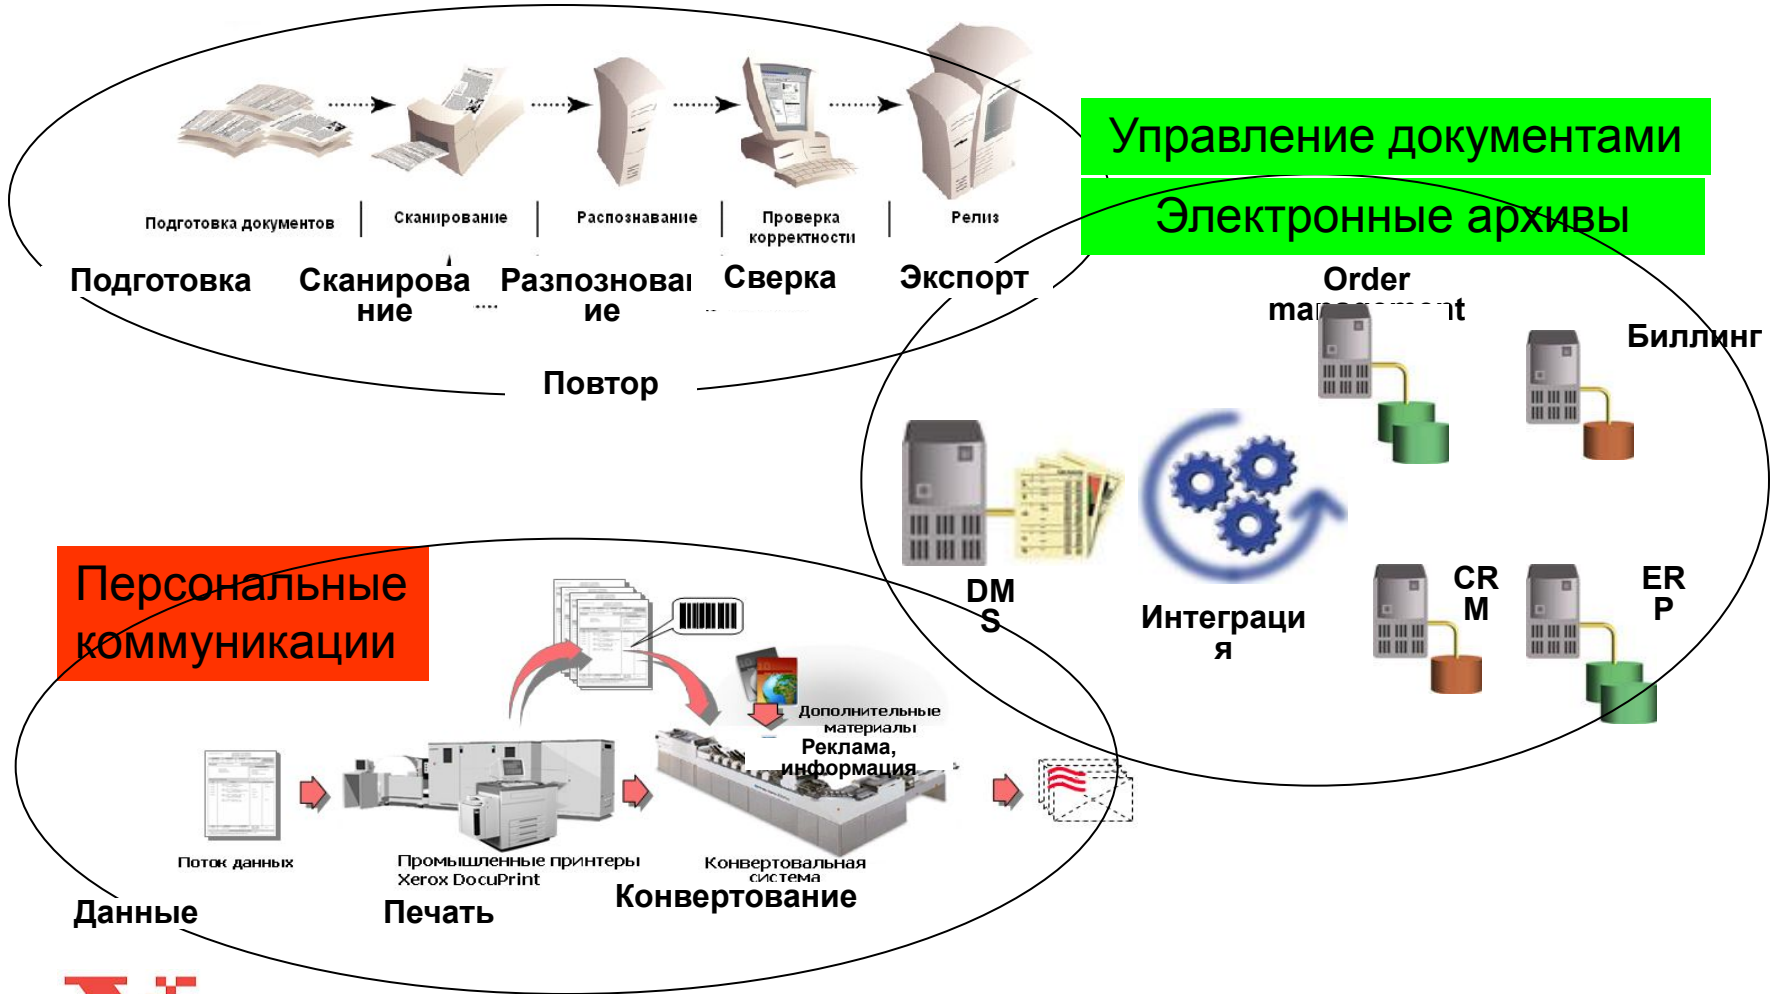 Управление документами
Электронные архивы
Подготовка документов
Сканирование
Распознавание
Проверка
корректности
Релиз
Подготовка
Сканирова
ние
Разпознован
ие
Сверка
Экспорт
Повтор
Order
management
Биллинг
DM
S
Интеграци
я
CR
M
ER
P
Персональные
коммуникации
Дополнительные
материалы
Реклама,
информация
Поток данных
Промышленные принтеры
Xerox DocuPrint
Конвертовальная
система
Данные
Печать
Конвертование